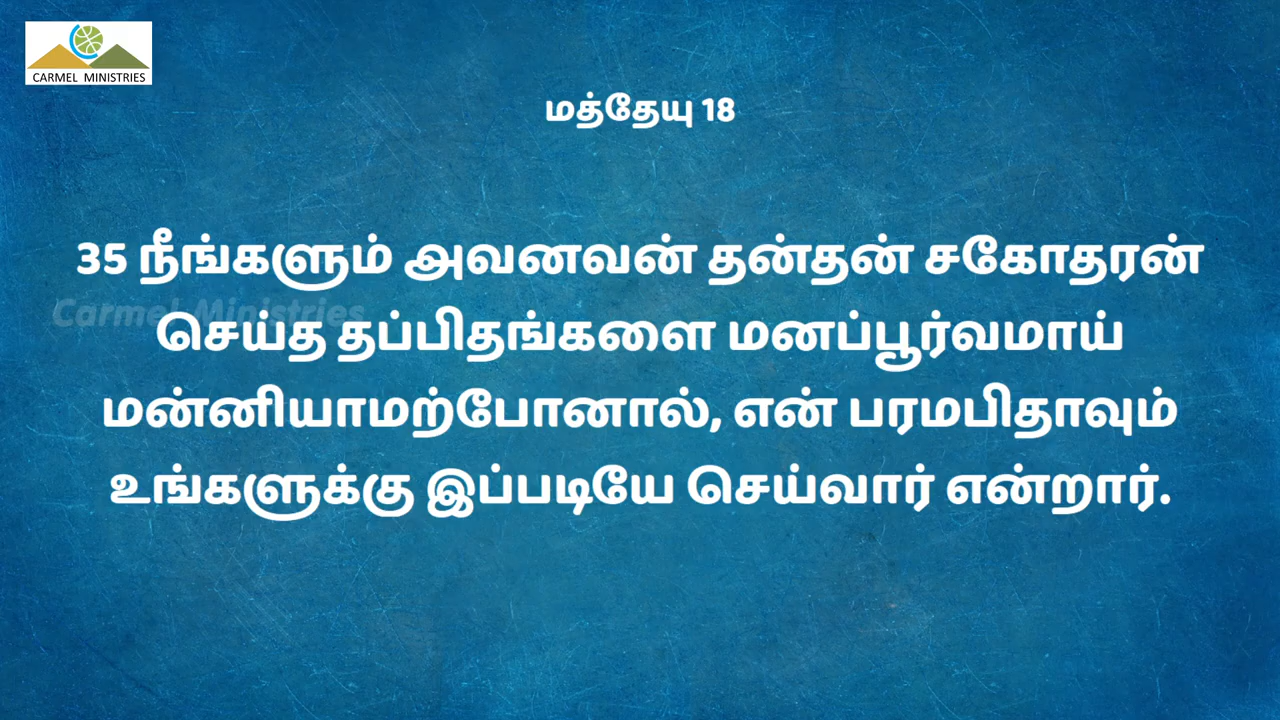 CARMEL MINISTRIES
மத்தேயு 18
35 நீங்களும் அவனவன் தன்தன் சகோதரன்
Carmel Ministries
செய்த தப்பிதங்களை மனப்பூர்வமாய்
மன்னியாமற்போனால், என் பரமபிதாவும்
உங்களுக்கு இப்படியே செய்வார் என்றார்.